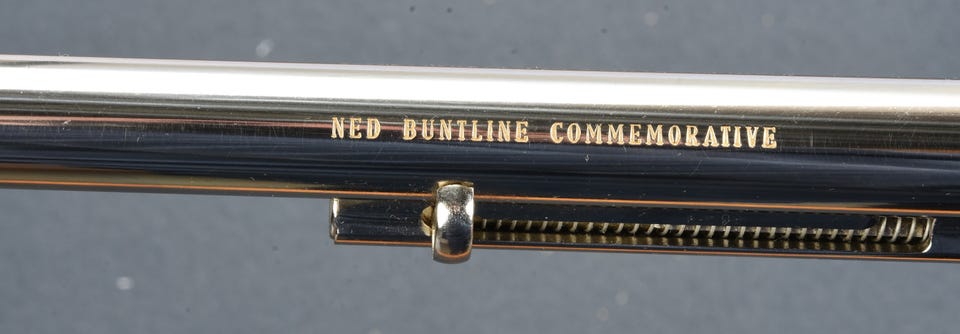 NED BUNTLINE COMMEMORATIVE